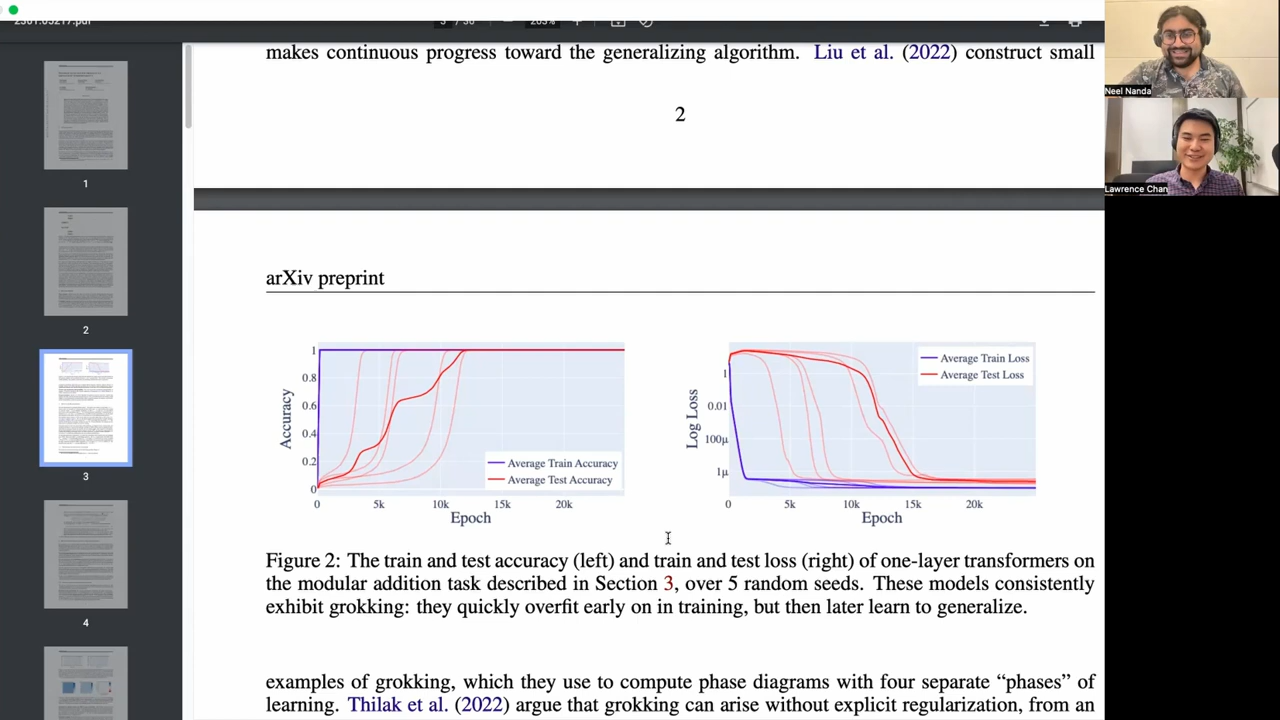 makes continuous progress toward the generalizing algorithm. Liu et al. (2022) construct small
2
arXiv preprint
Accuracy
1
0.8
0.6
0.4
0.2
0
0
5k
10k
15k
20k
Epoch
Average Train Accuracy
Average Test Accuracy
Log Loss
1
0.01
100μ
1μ
0
5k
10k
15k
20k
Epoch
Average Train Loss
Average Test Loss
Figure 2: The train and test accuracy (left) and train and test loss (right) of one-layer transformers on
the modular addition task described in Section 3, over 5 random seeds. These models consistently
exhibit grokking: they quickly overfit early on in training, but then later learn to generalize.
examples of grokking, which they use to compute phase diagrams with four separate “phases” of
learning. Thilak et al. (2022) argue that grokking can arise without explicit regularization, from an
1
2
3
4
Neel Nanda
Lawrence Chan